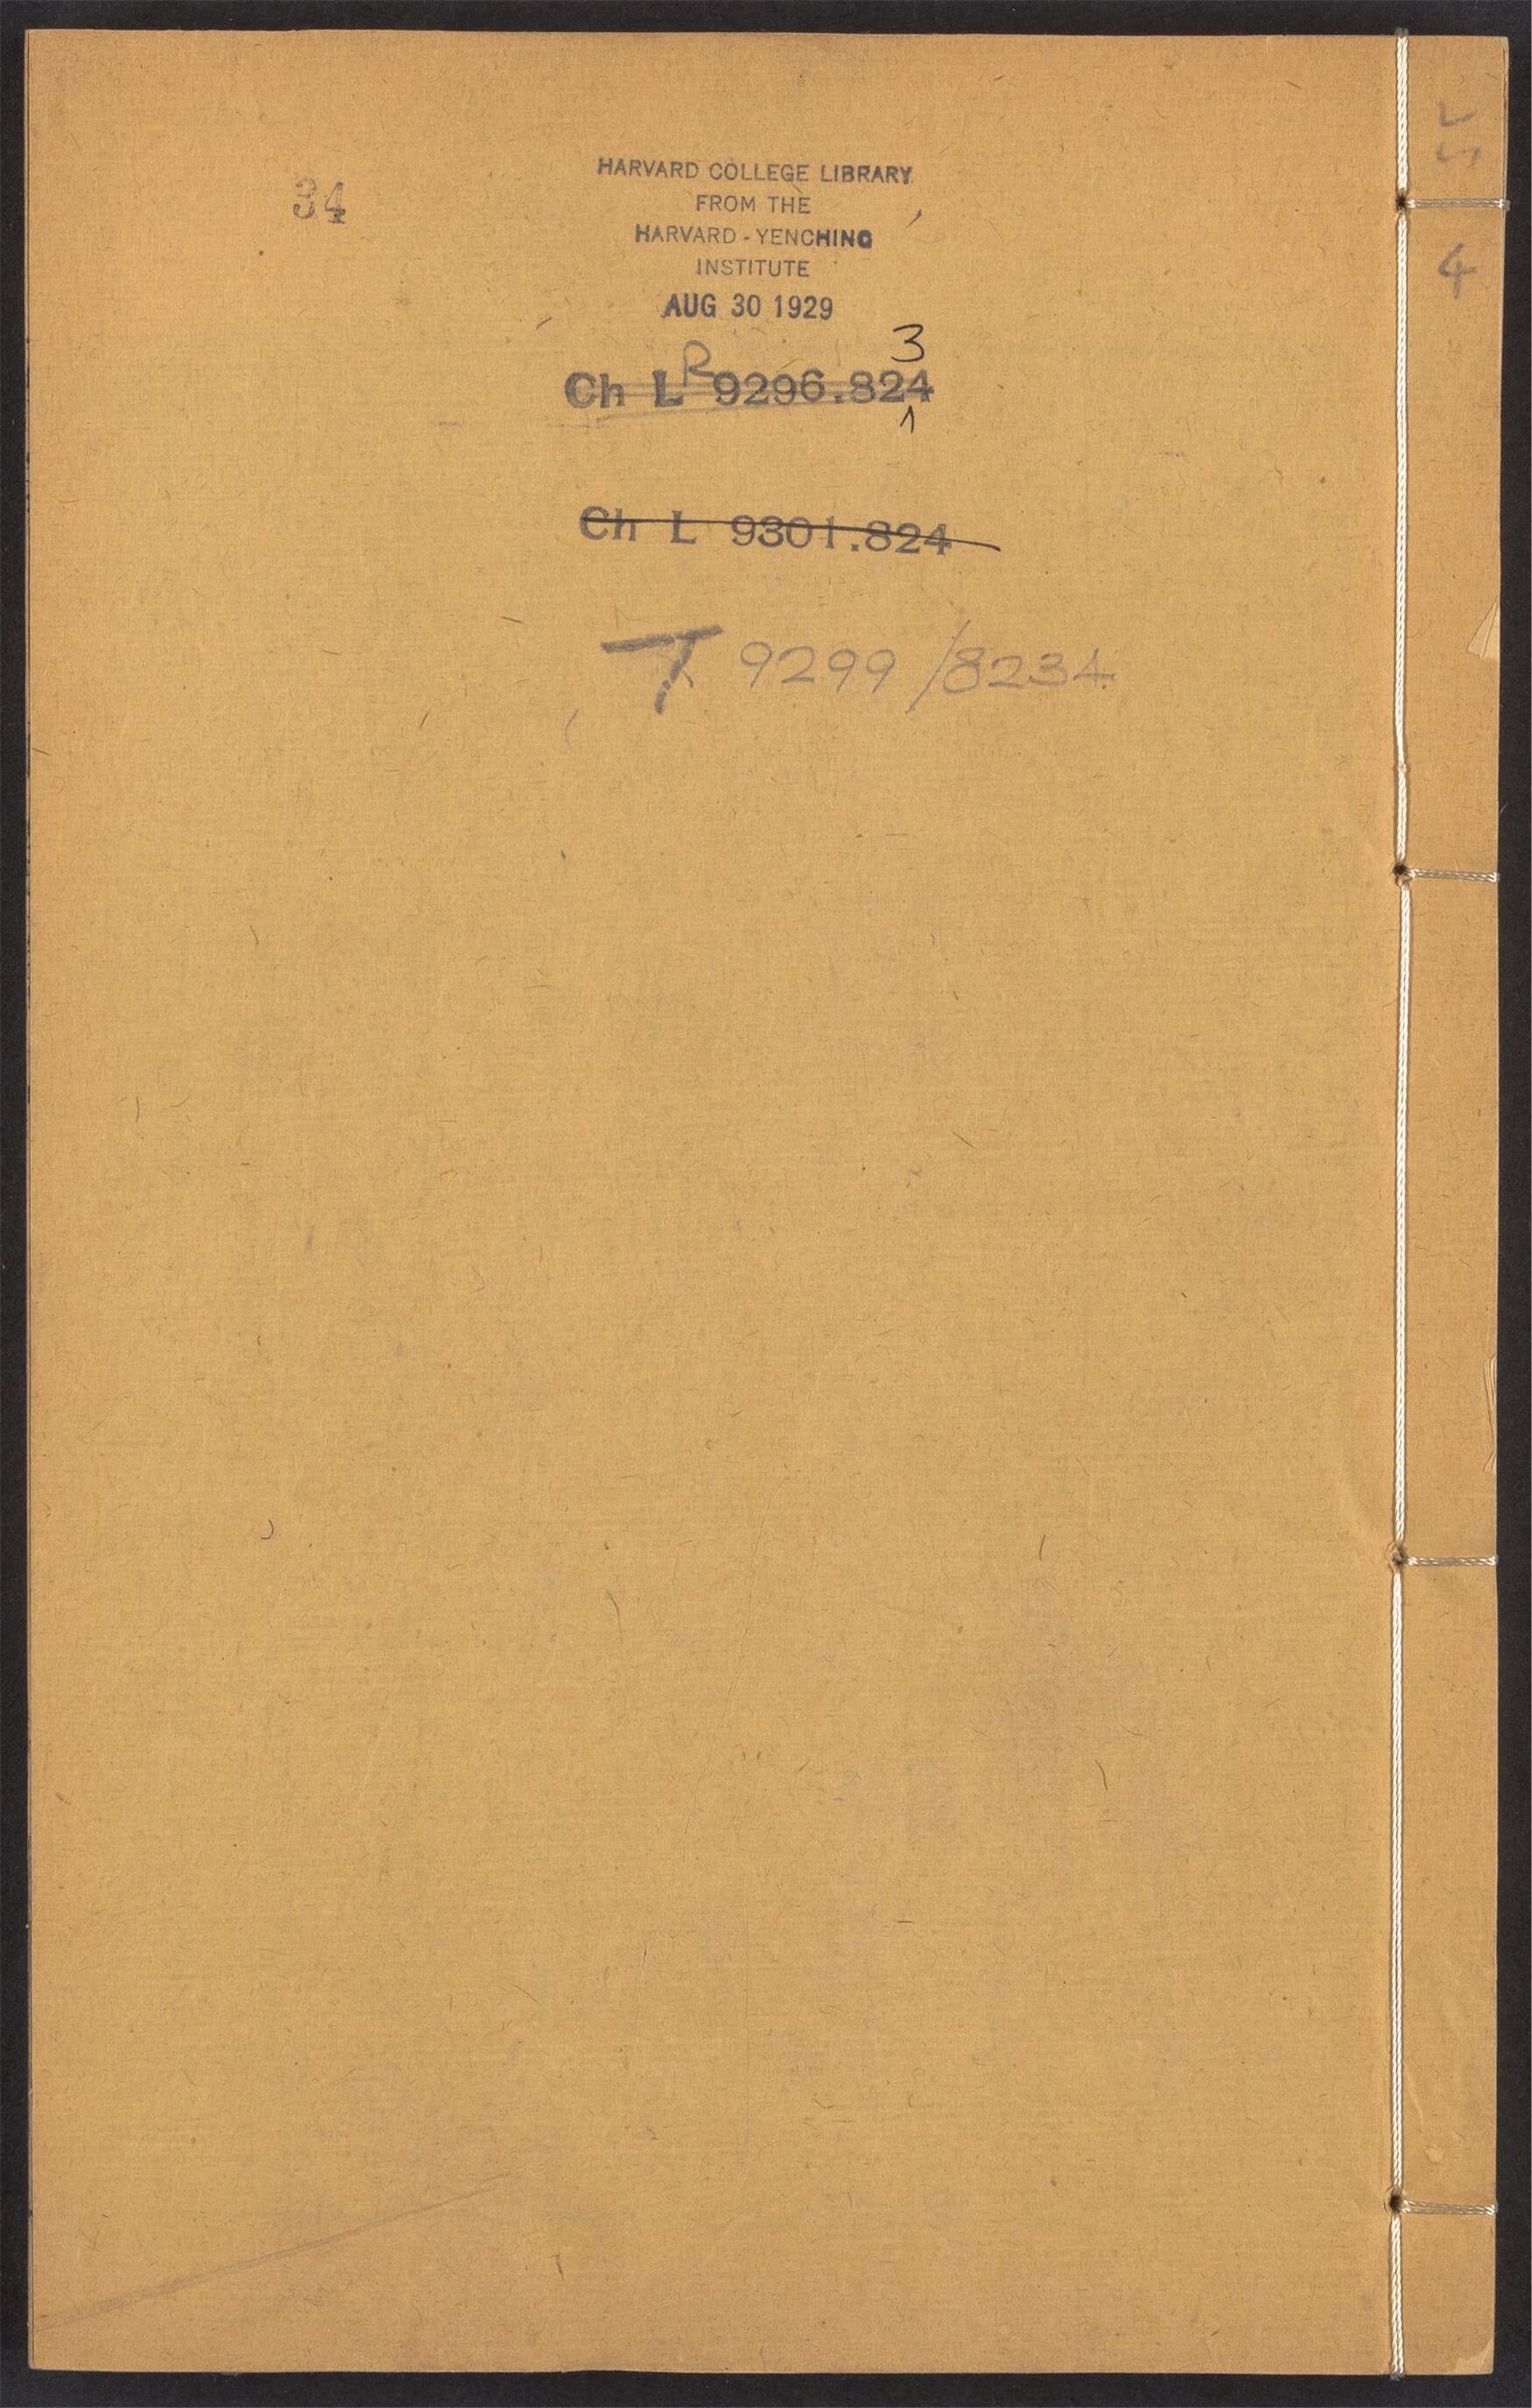 34
HARVARD COLLEGE LIBRARY
FROM THE
HARVARD-YENCHING
INSTITUTE
AUG 30 1929
3
Ch L R 9296.824
Ch L 9301.824
T 9299/8234
4